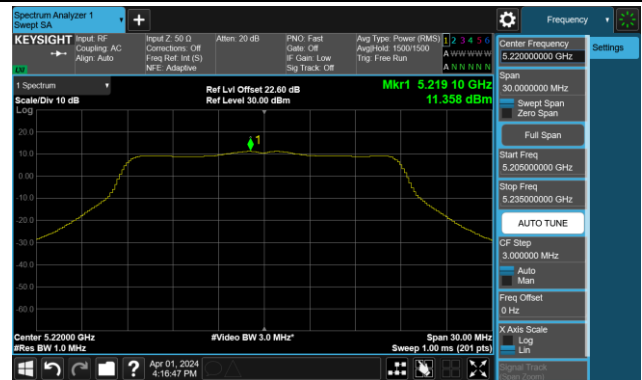 Spectrum Analyzer 1
Swept SA
Frequency
KEYSIGHT
Input: RF
Coupling: AC
Align: Auto
Input Z: 50 Ω
Corrections: Off
Freq Ref: Int (S)
NFE: Adaptive
Atten: 20 dB
PNO: Fast
Gate: Off
IF Gain: Low
Sig Track: Off
Avg Type: Power (RMS)
Avg|Hold: 1500/1500
Trig: Free Run
1 2 3 4 5 6
A W W W W W
A N N N N N
1 Spectrum
Scale/Div 10 dB
Log
Ref Lvl Offset 22.60 dB
Ref Level 30.00 dBm
Mkr1 5.219 10 GHz
11.358 dBm
1
20.0
10.0
0.00
-10.0
-20.0
-30.0
-40.0
-50.0
-60.0
Center 5.22000 GHz
#Res BW 1.0 MHz
#Video BW 3.0 MHz*
Span 30.00 MHz
Sweep 1.00 ms (201 pts)
Apr 01, 2024
4:16:47 PM
Center Frequency
5.220000000 GHz
Settings
Span
30.0000000 MHz
Swept Span
Zero Span
Full Span
Start Freq
5.205000000 GHz
Stop Freq
5.235000000 GHz
AUTO TUNE
CF Step
3.000000 MHz
Auto
Man
Freq Offset
0 Hz
X Axis Scale
Log
Lin
Signal Track
(Span Zoom)